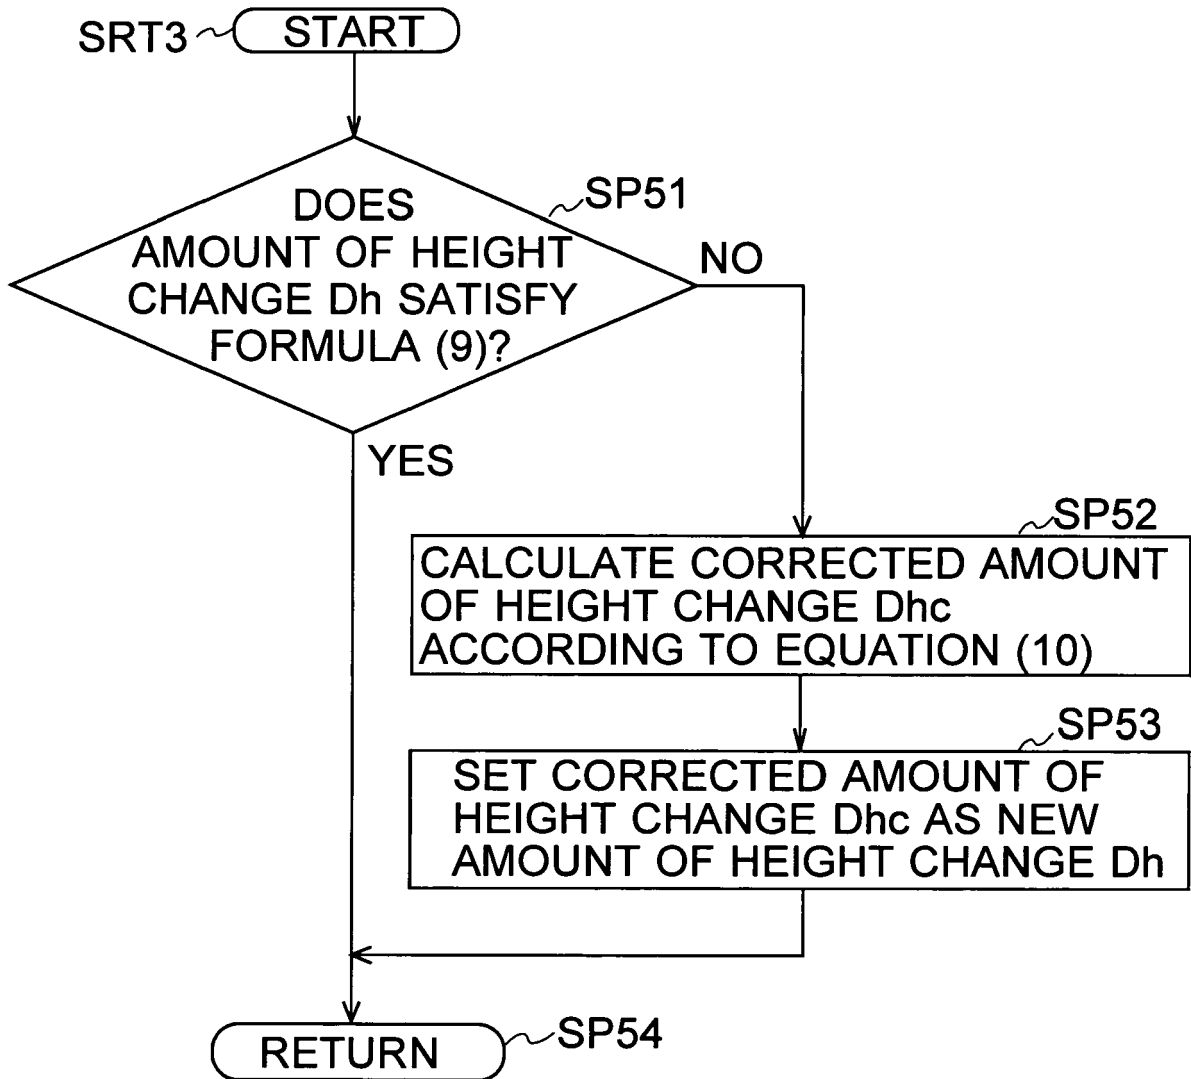 SRT3
START
SP51
DOES
AMOUNT OF HEIGHT
CHANGE Dh SATISFY
FORMULA (9)?
NO
YES
SP52
CALCULATE CORRECTED AMOUNT
OF HEIGHT CHANGE Dhc
ACCORDING TO EQUATION (10)
SP53
SET CORRECTED AMOUNT OF
HEIGHT CHANGE Dhc AS NEW
AMOUNT OF HEIGHT CHANGE Dh
RETURN
SP54